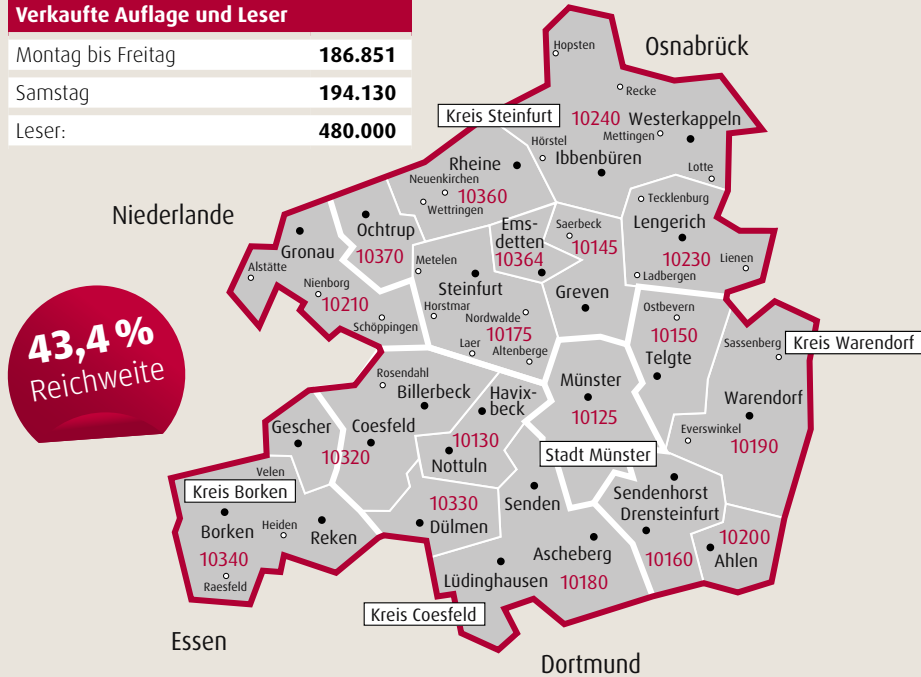 Verkaufte Auflage und Leser
Montag bis Freitag 186.851
Samstag 194.130
Leser: 480.000
Osnabrück
Hopsten
Recke
Kreis Steinfurt
10240
Westerkappeln
Mettingen
Hörstel
Ibbenbüren
Lotte
Rheine
Neuenkirchen
10360
Wettringen
Tecklenburg
Niederlande
Ochtrup
10370
Gronau
Alstätte
Nienborg
10210
Schöppingen
Ems-
detten
10364
Saerbeck
10145
Lengerich
10230
Lienen
Ladbergen
Metelen
Steinfurt
Horstmar
Nordwalde
10175
Laer
Altenberge
Greven
Ostbevern
10150
Telgte
Sassenberg
Kreis Warendorf
43,4 %
Reichweite
Rosendahl
Billerbeck
Havix-
beck
Münster
10125
Warendorf
Everswinkel
10190
Gescher
10320
Coesfeld
10130
Nottuln
Stadt Münster
Velen
Kreis Borken
Borken
Heiden
Reken
10340
Raesfeld
10330
Dülmen
Senden
Sendenhorst
Drensteinfurt
10160
10200
Ahlen
Ascheberg
Lüdinghausen
10180
Kreis Coesfeld
Essen
Dortmund